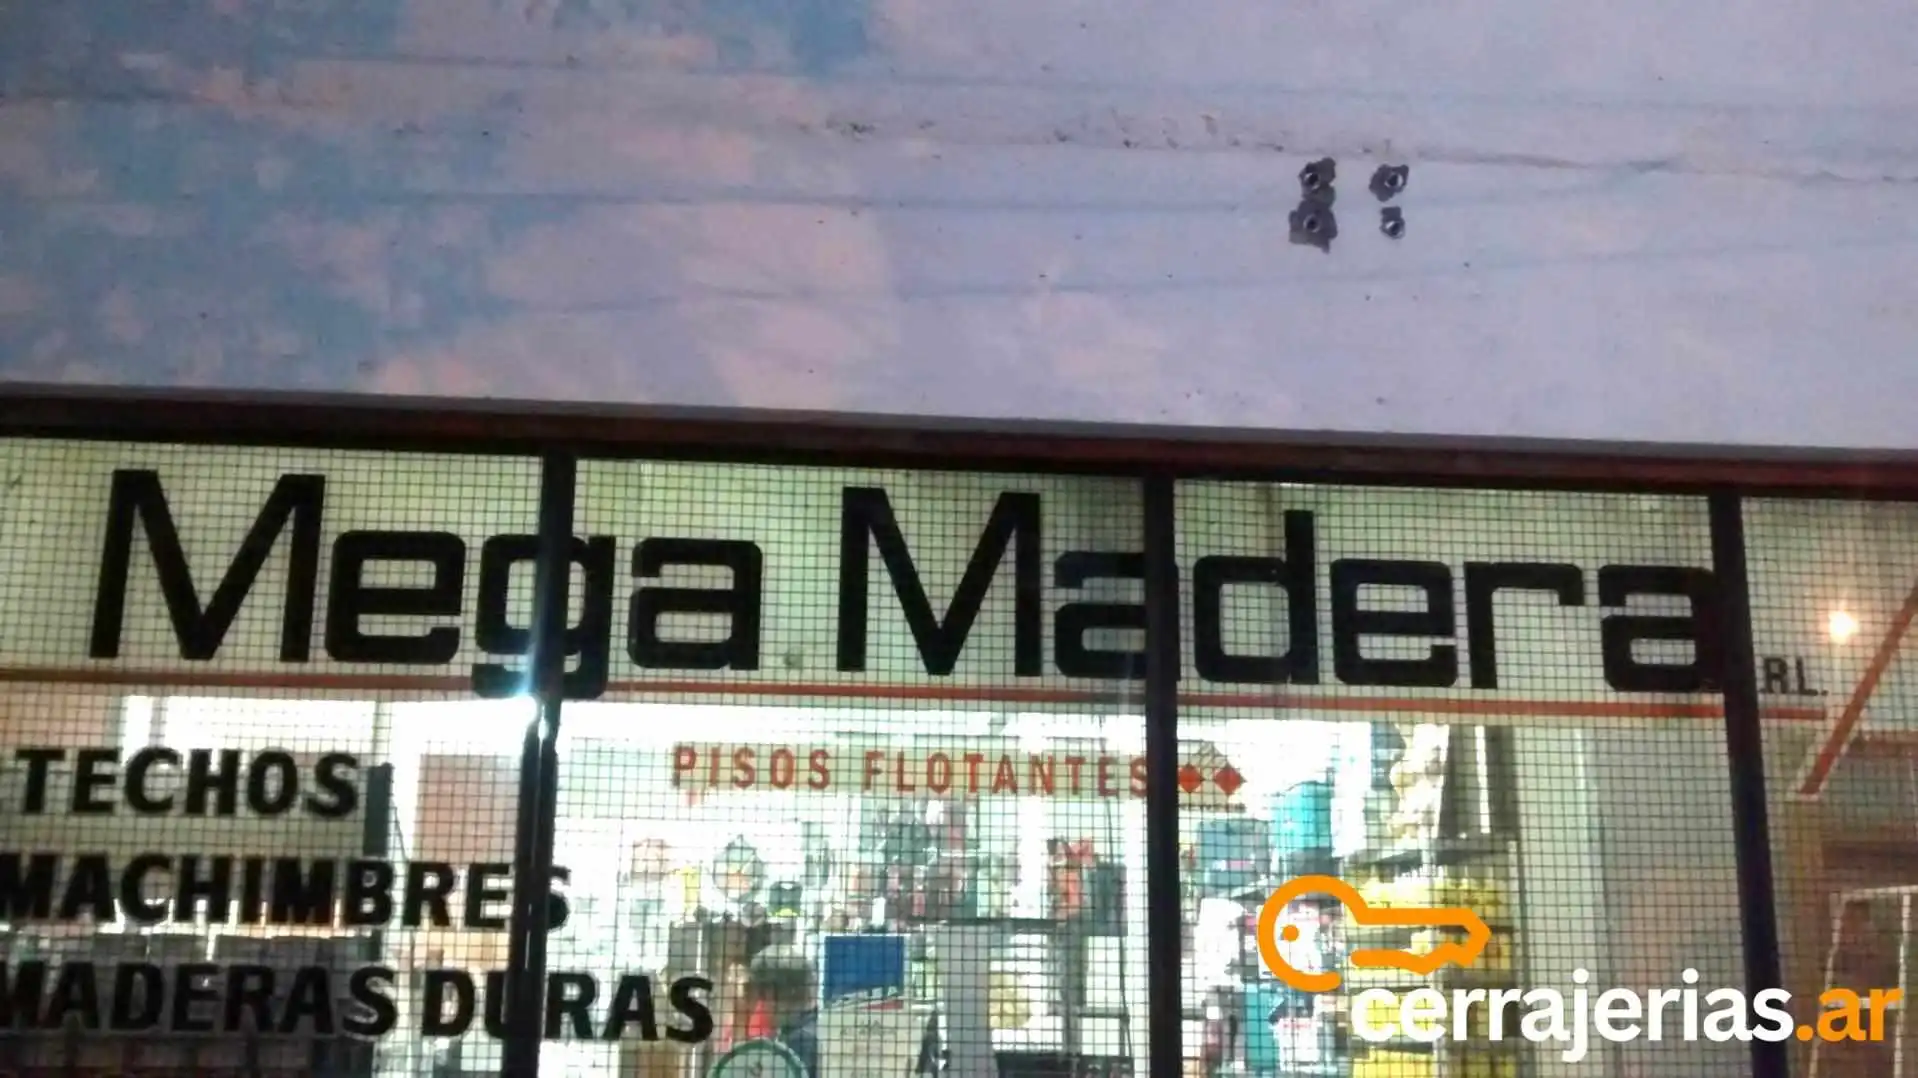 Mega Madera
.R.L.
PISOS FLOTANTES
TECHOS
MACHIMBRES
MADERAS DURAS
cerrajerias.ar